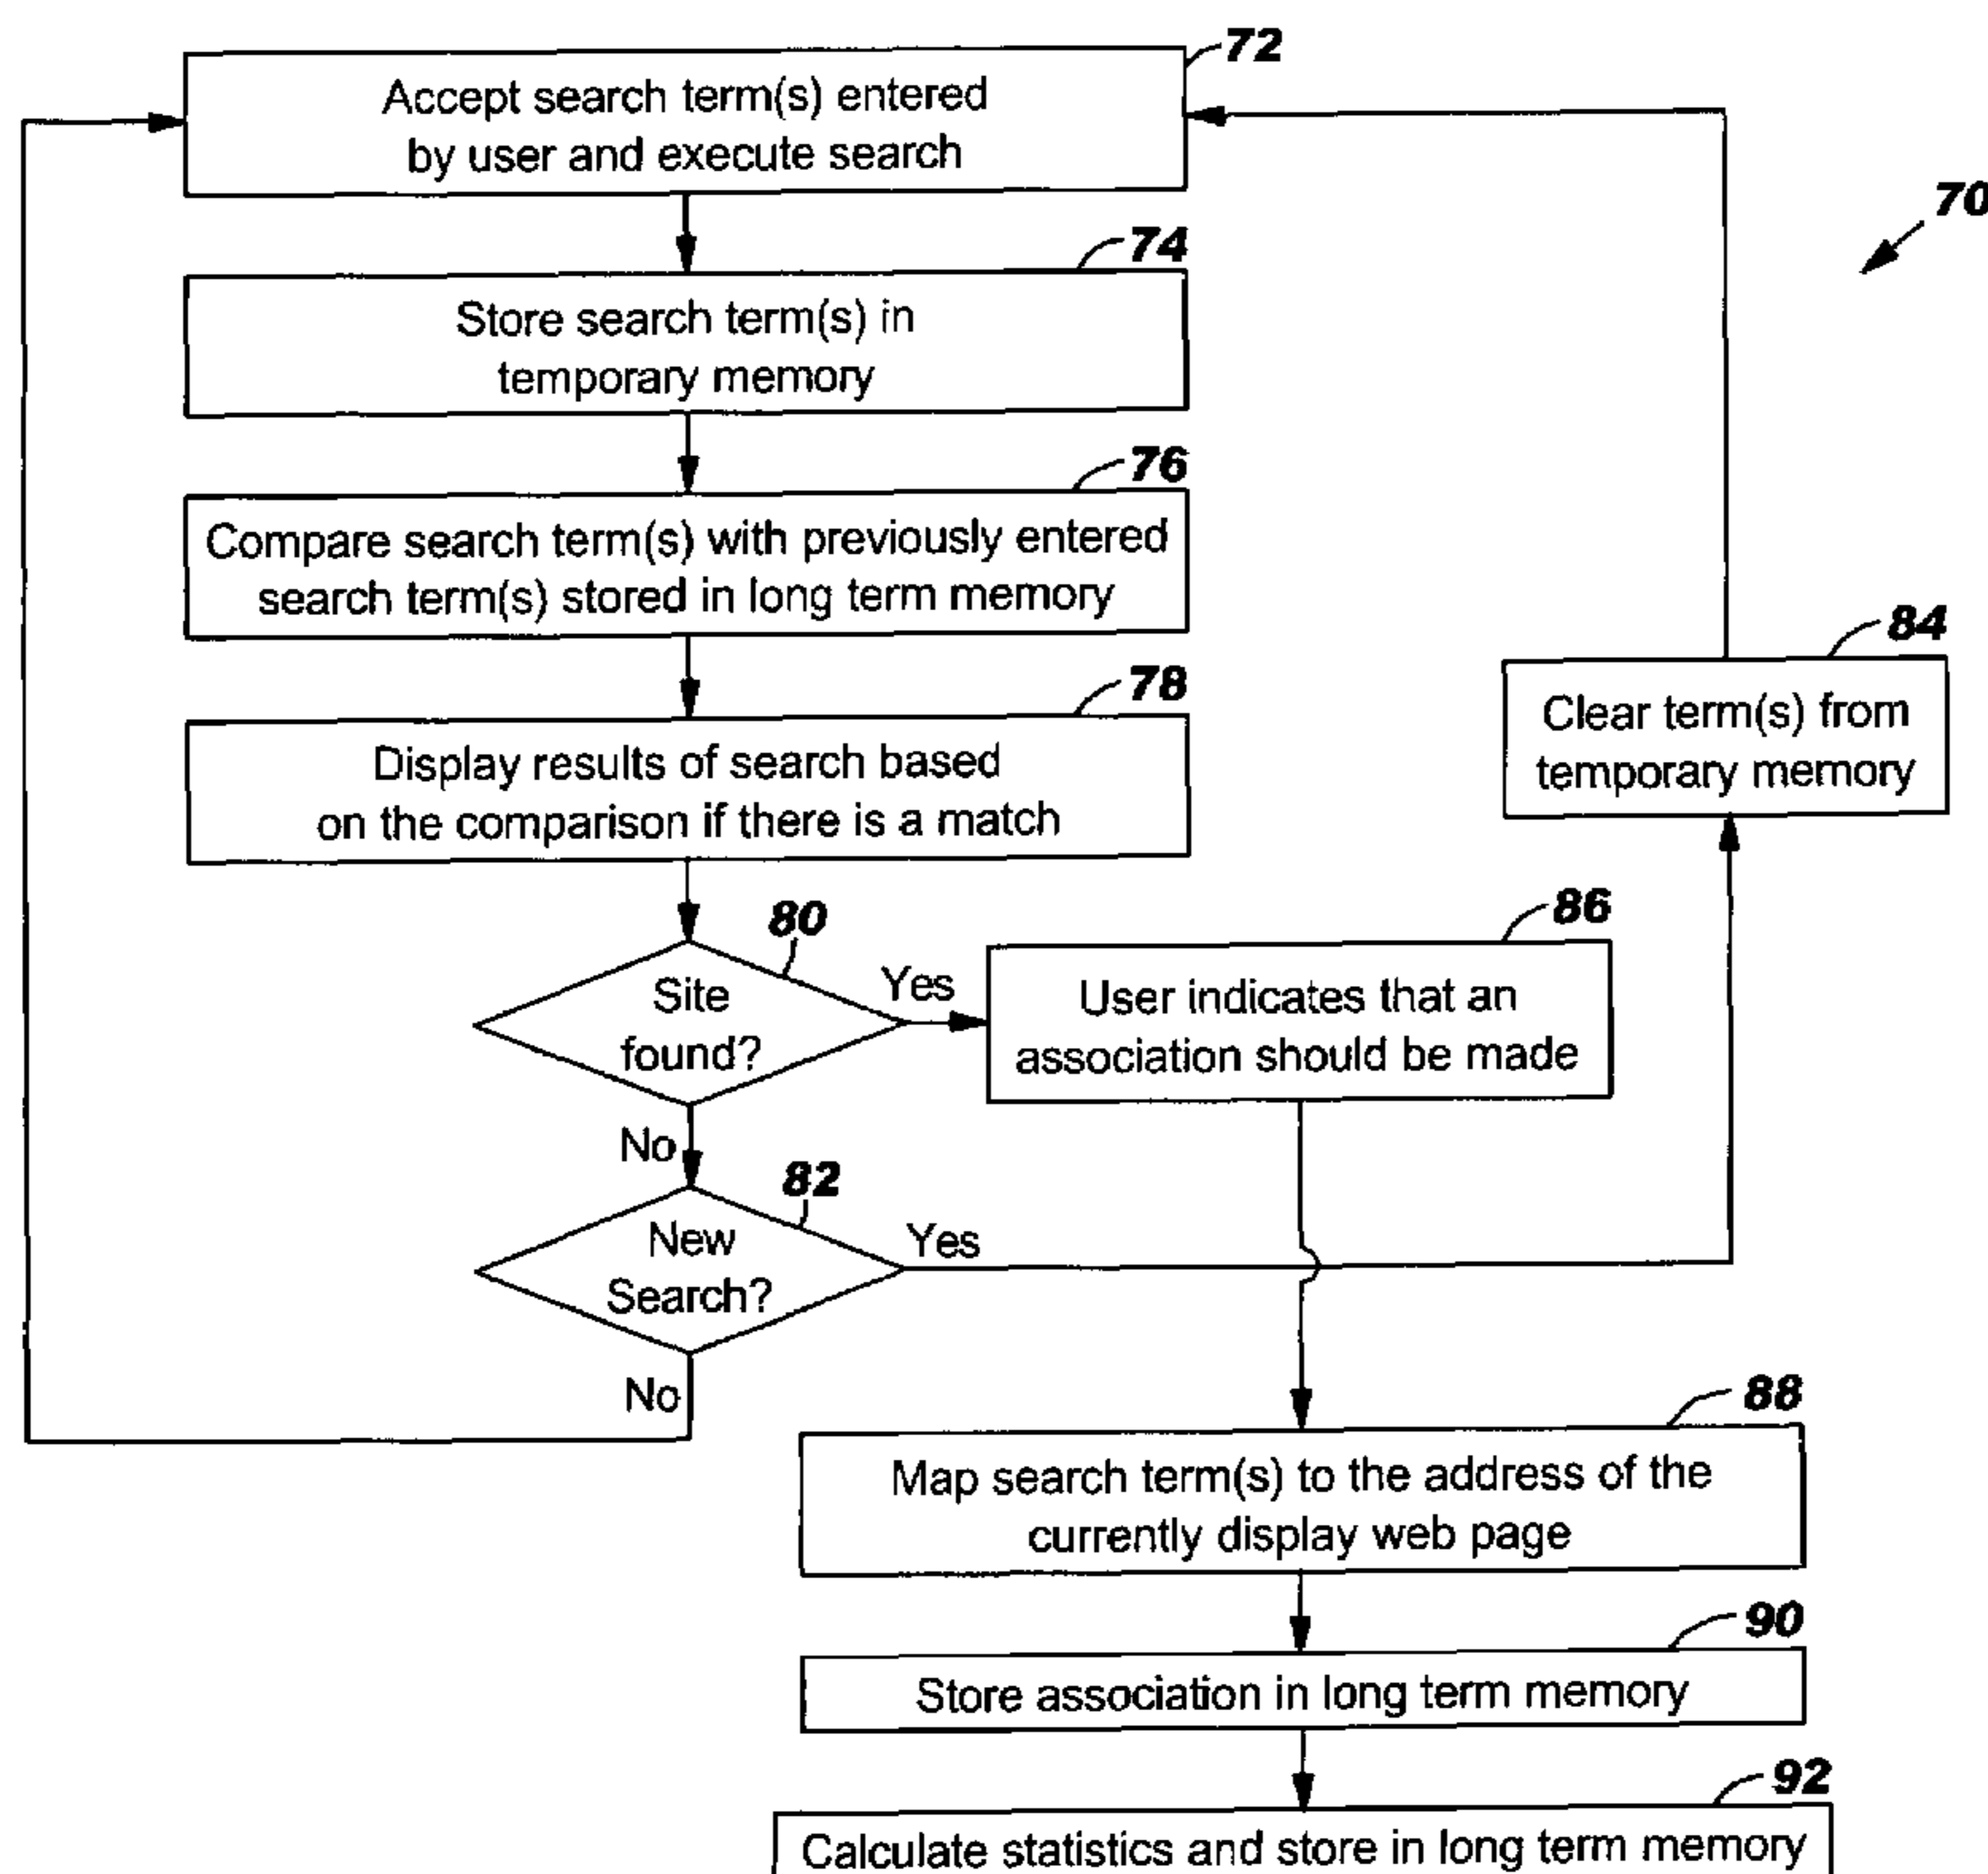 72
Accept search term(s) entered
by user and execute search
70
74
Store search term(s) in
temporary memory
76
Compare search term(s) with previously entered
search term(s) stored in long term memory
78
Display results of search based
on the comparison if there is a match
84
Clear term(s) from
temporary memory
80
Site
found?
Yes
86
User indicates that an
association should be made
No
82
New
Search?
Yes
No
88
Map search term(s) to the address of the
currently display web page
90
Store association in long term memory
92
Calculate statistics and store in long term memory